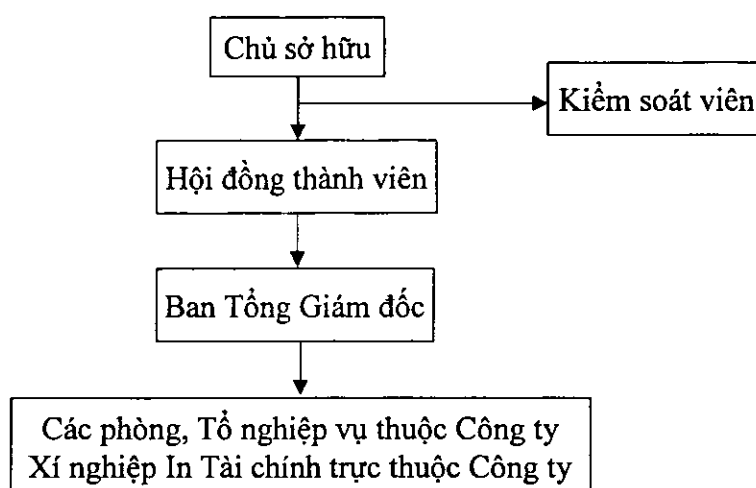 Chủ sở hữu
Kiểm soát viên
Hội đồng thành viên
Ban Tổng Giám đốc
Các phòng, Tổ nghiệp vụ thuộc Công ty
Xí nghiệp In Tài chính trực thuộc Công ty